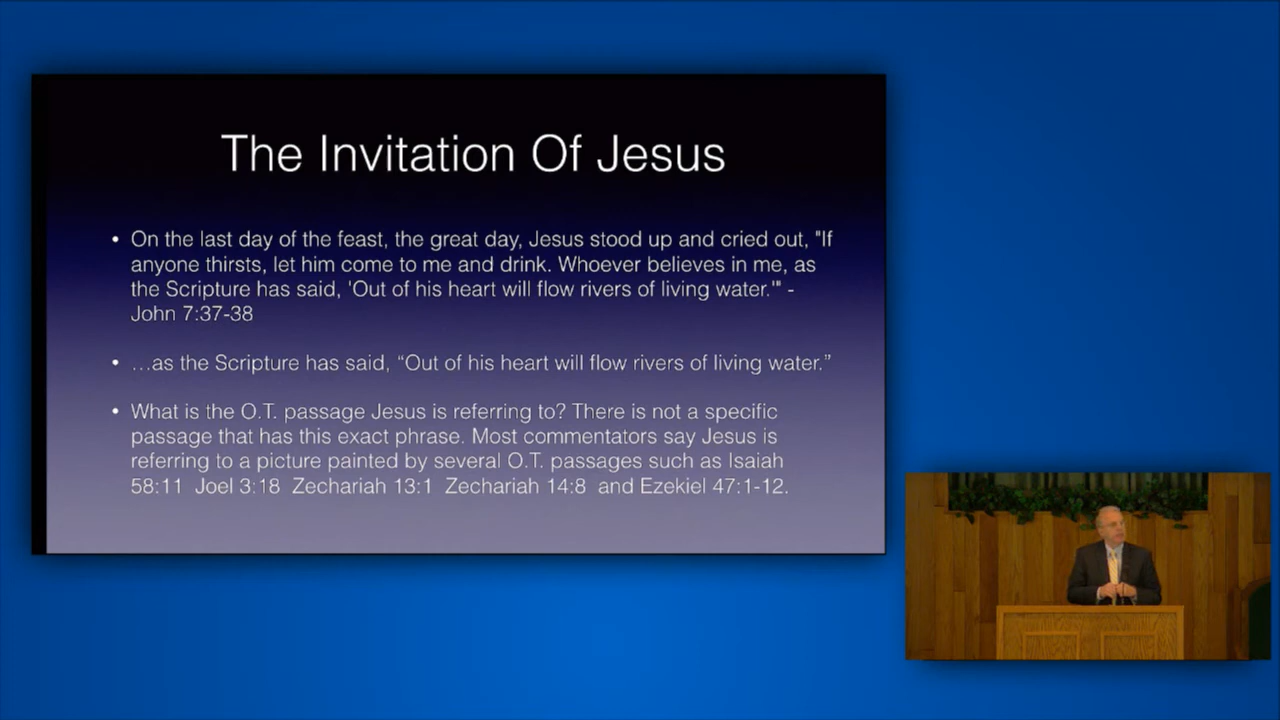 The Invitation Of Jesus
• On the last day of the feast, the great day, Jesus stood up and cried out, "If
anyone thirsts, let him come to me and drink. Whoever believes in me, as
the Scripture has said, 'Out of his heart will flow rivers of living water.'" -
John 7:37-38
• …as the Scripture has said, “Out of his heart will flow rivers of living water.”
• What is the O.T. passage Jesus is referring to? There is not a specific
passage that has this exact phrase. Most commentators say Jesus is
referring to a picture painted by several O.T. passages such as Isaiah
58:11 Joel 3:18 Zechariah 13:1 Zechariah 14:8 and Ezekiel 47:1-12.